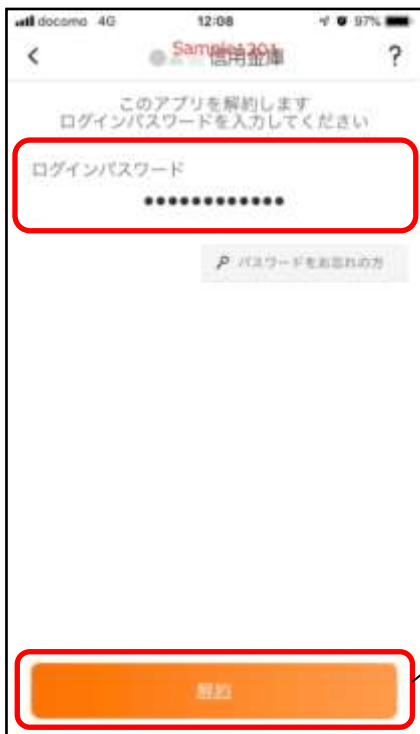 docomo 4G 12:08 97%
Sample1201
信用金庫 ?
このアプリを解約します
ログインパスワードを入力してください
ログインパスワード
パスワードをお忘れの方
解約